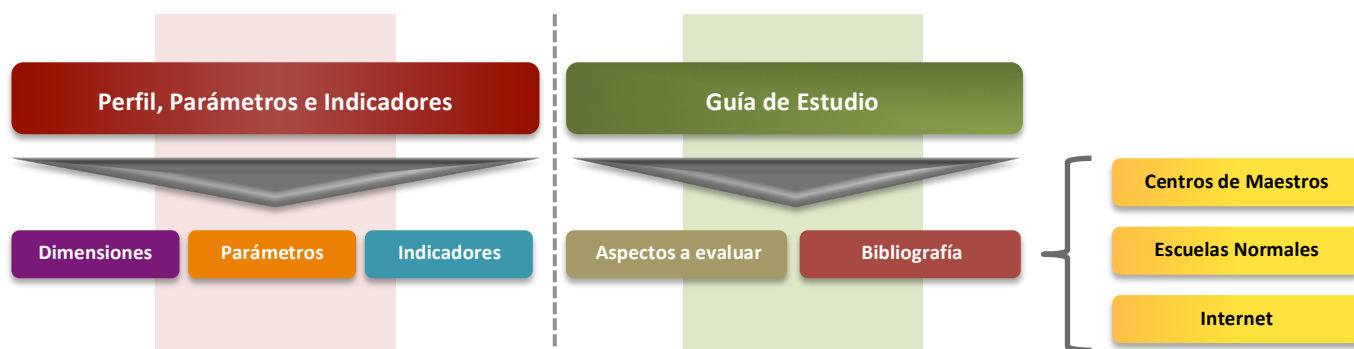 Perfil, Parámetros e Indicadores
Guía de Estudio
Dimensiones
Parámetros
Indicadores
Aspectos a evaluar
Bibliografía
Centros de Maestros
Escuelas Normales
Internet